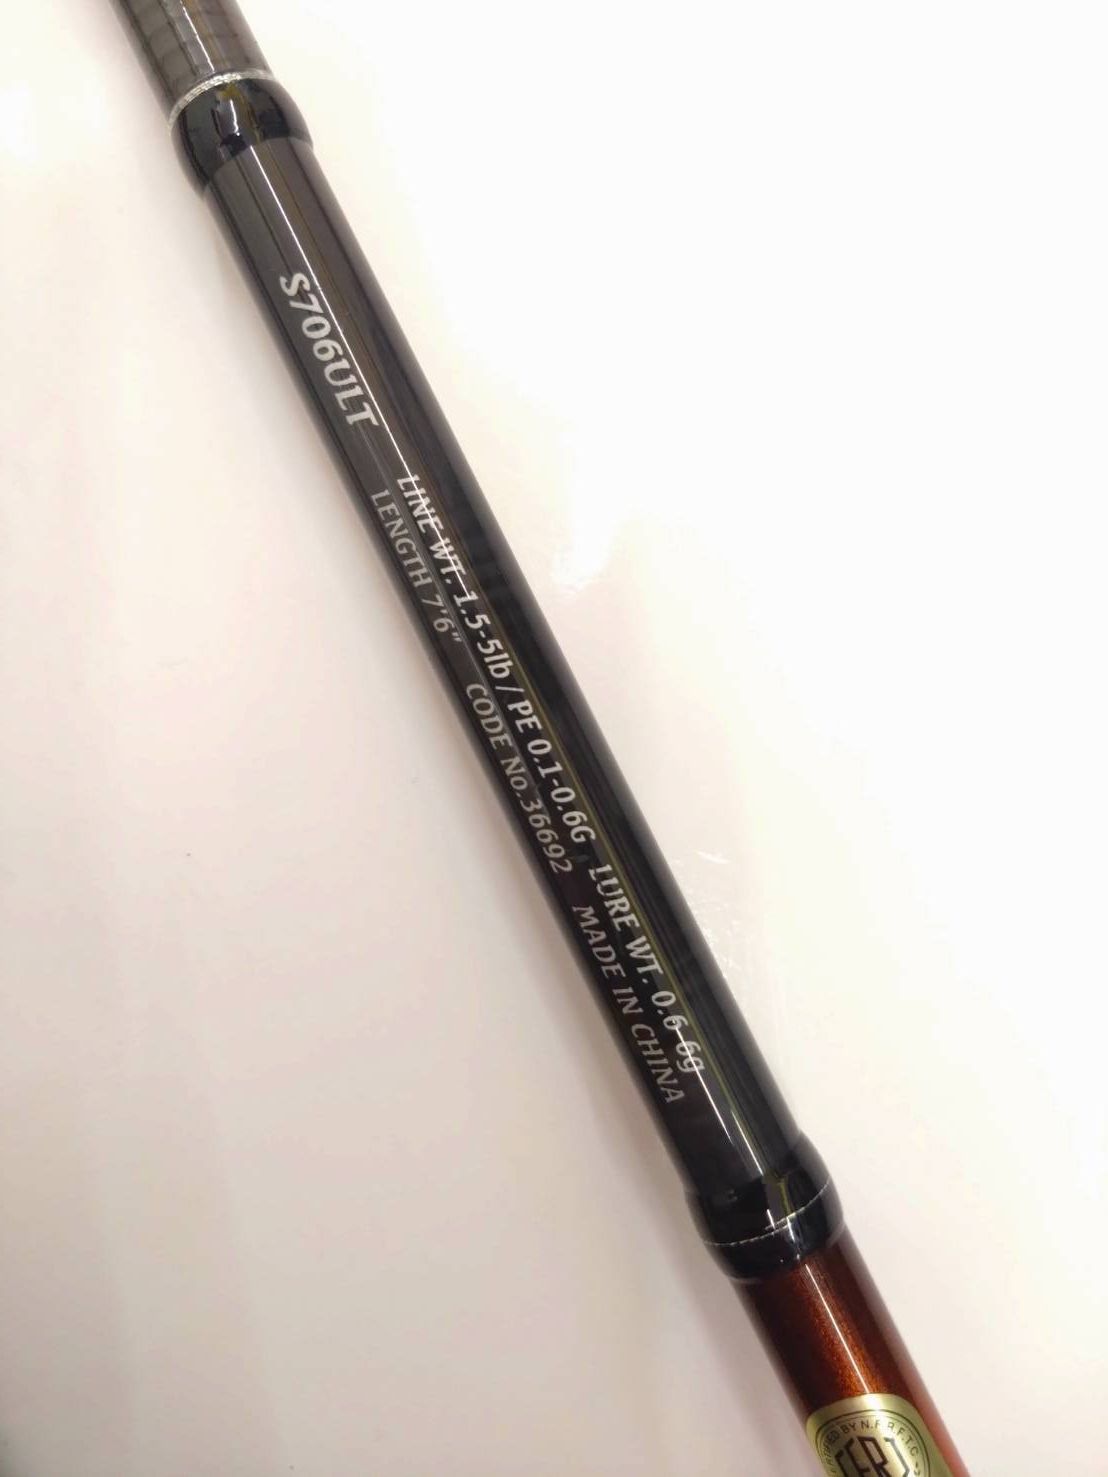 S706ULT
LINE WT. 1.5-5lb / PE 0.1-0.6G LURE WT. 0.6-6g
LENGTH 7'6" CODE No.36692 MADE IN CHINA
BY N.F.R.F.T.C.